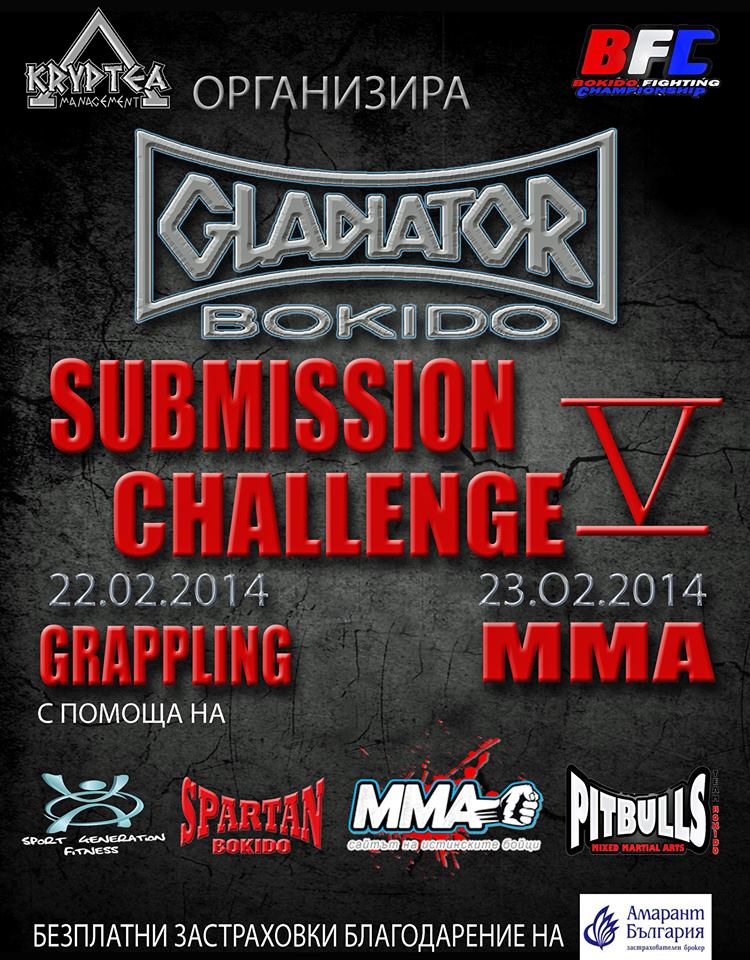 KRYPTEA
MANAGEMENT
ОРГАНИЗИРА
BFC
BOKIDO FIGHTING
CHAMPIONSHIP
GLADIATOR
BOKIDO
SUBMISSION
CHALLENGE V
22.02.2014
23.02.2014
GRAPPLING
MMA
С ПОМОЩА НА
SPORT GENERATION
FITNESS
SPARTAN
BOKIDO
MMA
сайтът на истинските бойци
PITBULLS
MIXED MARTIAL ARTS
TEAM BOKIDO
БЕЗПЛАТНИ ЗАСТРАХОВКИ БЛАГОДАРЕНИЕ НА
Амарант
България
застрахователен брокер